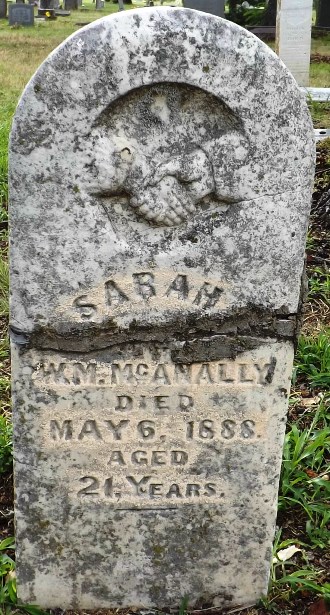 SARAH
W.M. MCANALLY
DIED
MAY 6, 1888.
AGED
21, YEARS.